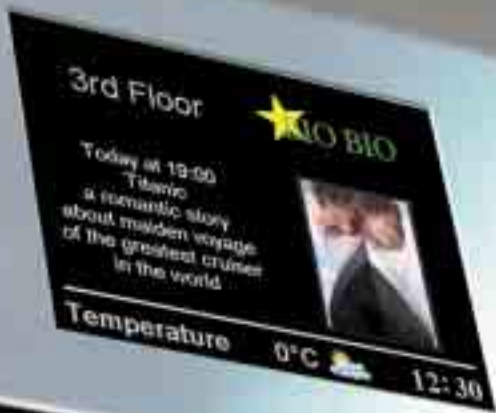 3rd Floor
KIO BIO
Today at 19:00
Titanic
a romantic story
about maiden voyage
of the greatest cruiser
in the world
Temperature 0°C 12:30